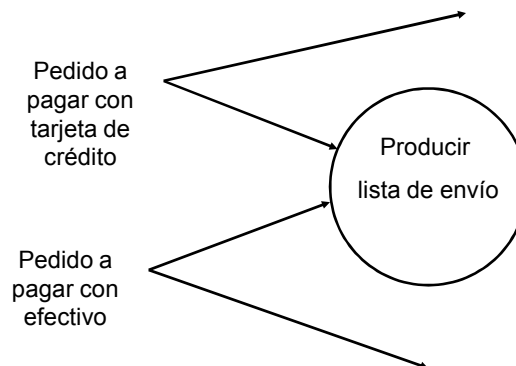 Pedido a
pagar con
tarjeta de
crédito
Producir
lista de envío
Pedido a
pagar con
efectivo